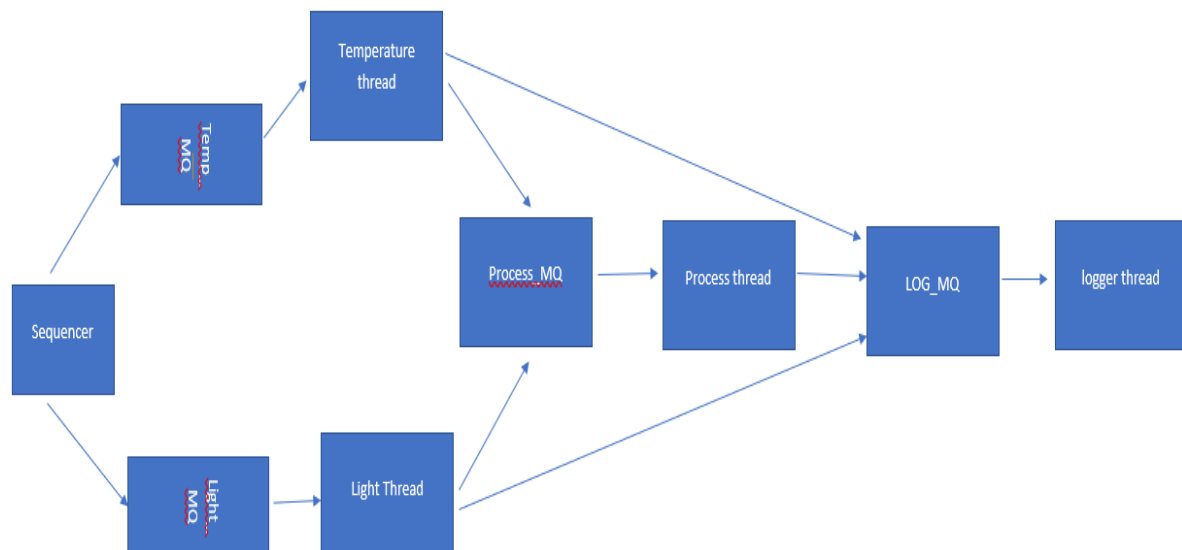 Temperature
thread
Temp
MQ
Process_MQ
Process thread
LOG_MQ
logger thread
Sequencer
Light
MQ
Light Thread